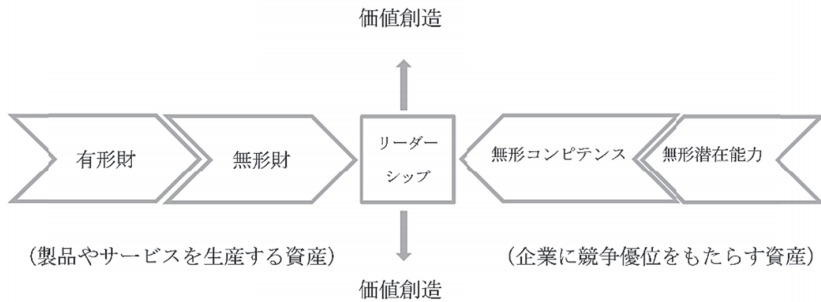 価値創造
有形財
無形財
リーダー
シップ
無形コンピテンス
無形潜在能力
（製品やサービスを生産する資産）
（企業に競争優位をもたらす資産）
価値創造